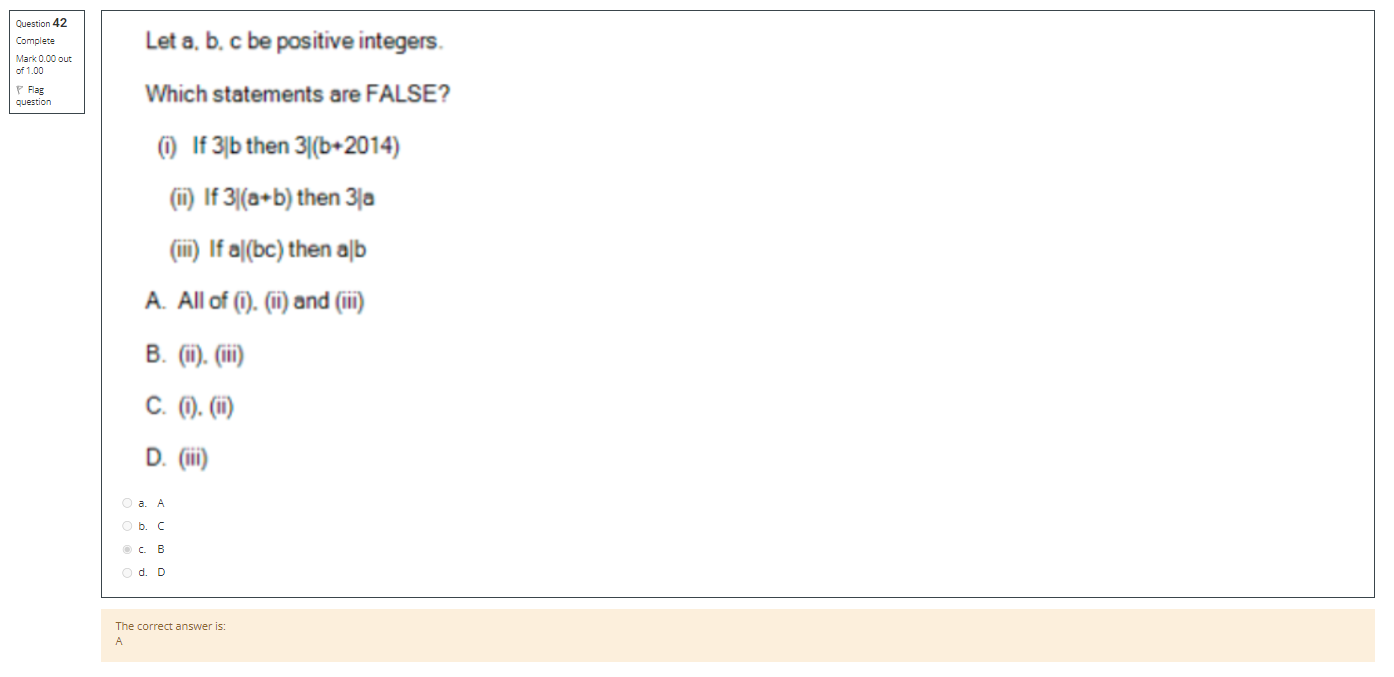 Question 42
Complete
Mark 0.00 out
of 1.00
Flag
question
Let a, b, c be positive integers.
Which statements are FALSE?
(i) If 3|b then 3|(b+2014)
(ii) If 3|(a+b) then 3|a
(iii) If a|(bc) then a|b
A. All of (i), (ii) and (iii)
B. (ii), (iii)
C. (i), (ii)
D. (iii)
a. A
b. C
c. B
d. D
The correct answer is:
A